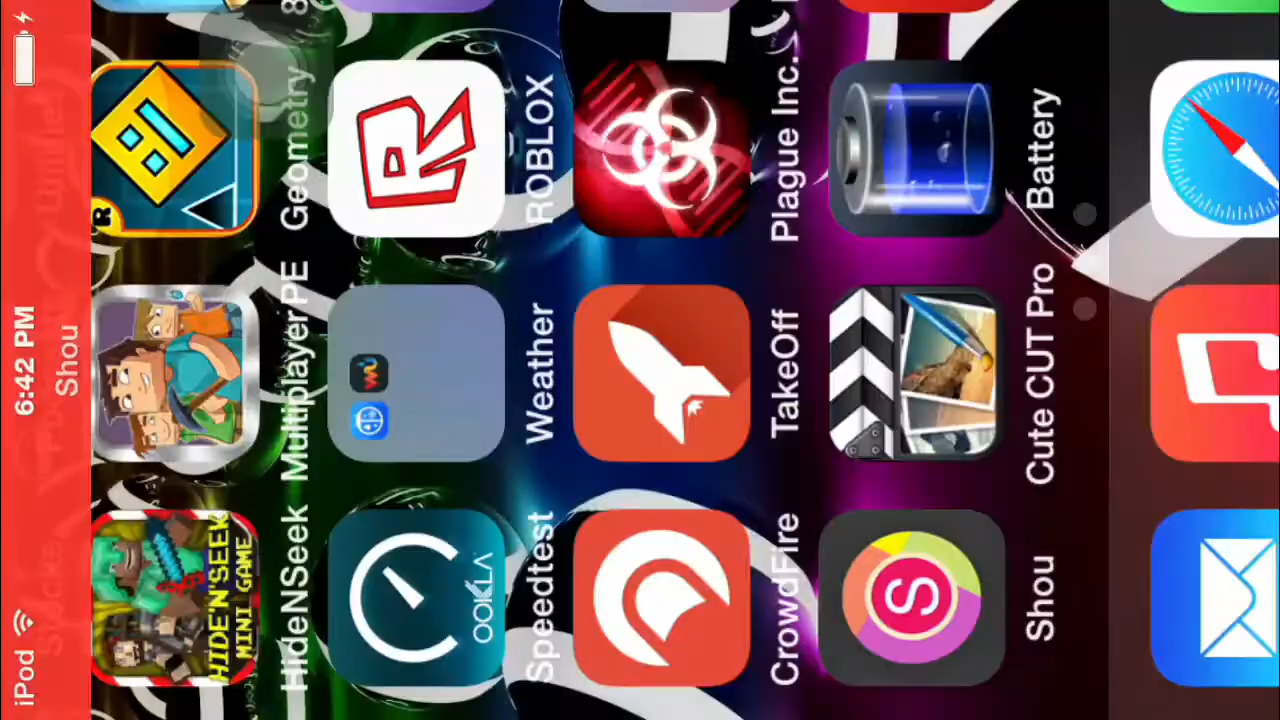 iPod 6:42 PM
Shou
HIDE'N'SEEK
MINI GAME
HideNSeek Multiplayer PE Geometry
R
OOKLA
Speedtest Weather ROBLOX
CrowdFire TakeOff Plague Inc.
S
Shou Cute CUT Pro Battery